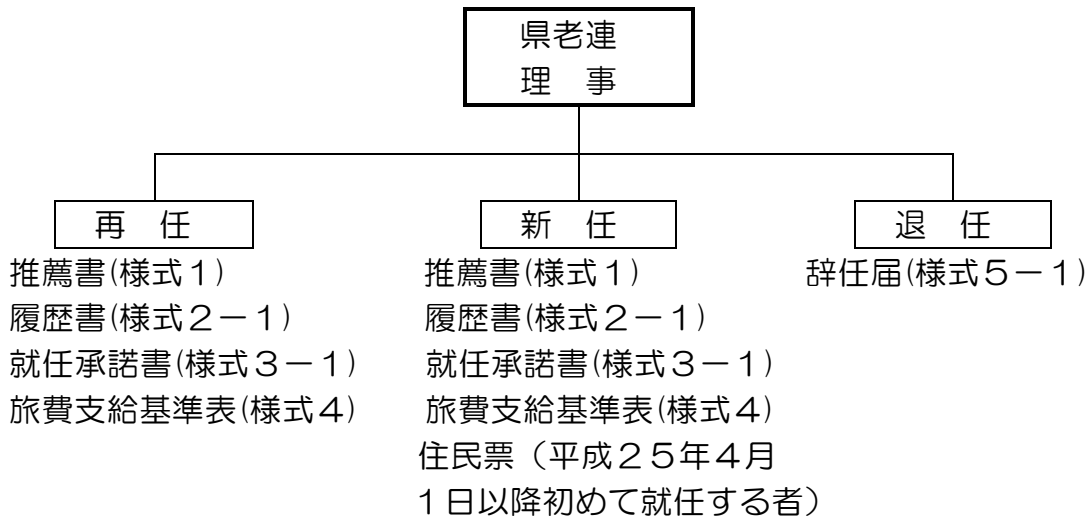 県老連
理　事
再　任
推薦書(様式１)
履歴書(様式２－１)
就任承諾書(様式３－１)
旅費支給基準表(様式４)
新　任
推薦書(様式１)
履歴書(様式２－１)
就任承諾書(様式３－１)
旅費支給基準表(様式４)
住民票（平成２５年４月
１日以降初めて就任する者）
退　任
辞任届(様式５－１)